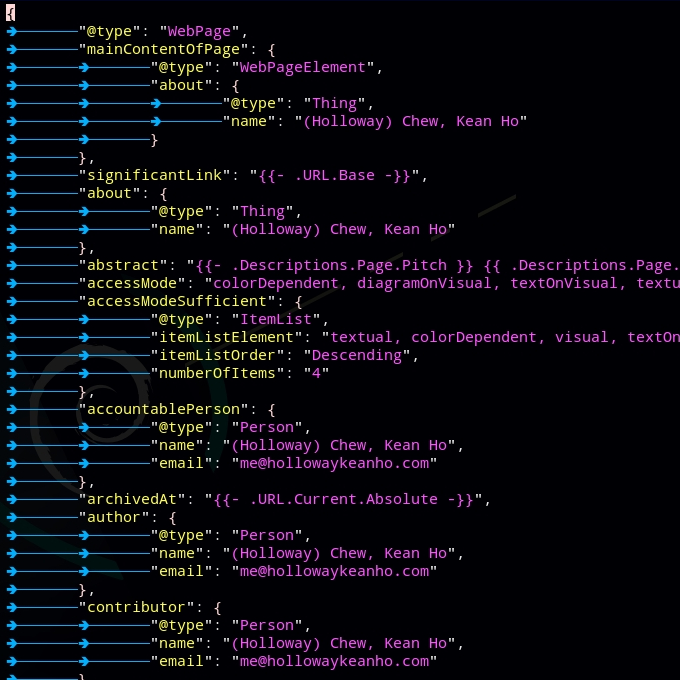 {
"@type": "WebPage",
"mainContentOfPage": {
"@type": "WebPageElement",
"about": {
"@type": "Thing",
"name": "(Holloway) Chew, Kean Ho"
}
},
"significantLink": "{{- .URL.Base -}}",
"about": {
"@type": "Thing",
"name": "(Holloway) Chew, Kean Ho"
},
"abstract": "{{- .Descriptions.Page.Pitch }} {{ .Descriptions.Page.
"accessMode": "colorDependent, diagramOnVisual, textOnVisual, textu
"accessModeSufficient": {
"@type": "ItemList",
"itemListElement": "textual, colorDependent, visual, textOn
"itemListOrder": "Descending",
"numberOfItems": "4"
},
"accountablePerson": {
"@type": "Person",
"name": "(Holloway) Chew, Kean Ho",
"email": "me@hollowaykeanho.com"
},
"archivedAt": "{{- .URL.Current.Absolute -}}",
"author": {
"@type": "Person",
"name": "(Holloway) Chew, Kean Ho",
"email": "me@hollowaykeanho.com"
},
"contributor": {
"@type": "Person",
"name": "(Holloway) Chew, Kean Ho",
"email": "me@hollowaykeanho.com"
}